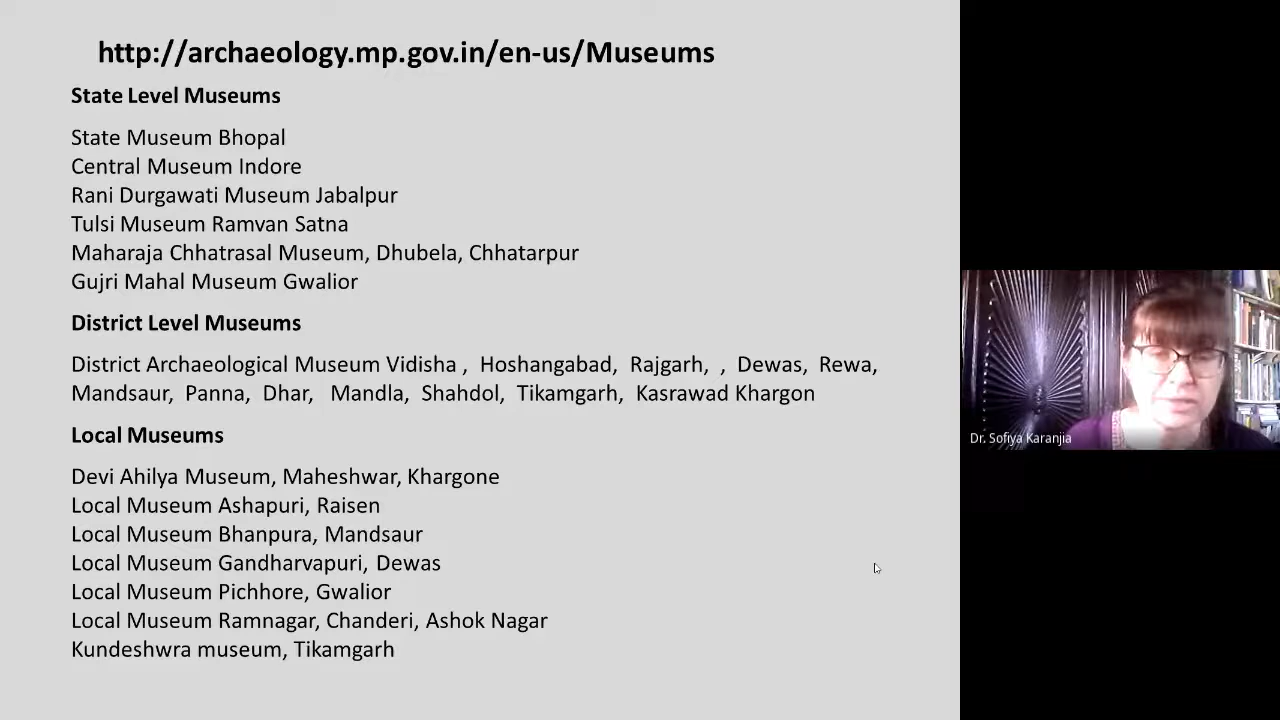 http://archaeology.mp.gov.in/en-us/Museums
State Level Museums
State Museum Bhopal
Central Museum Indore
Rani Durgawati Museum Jabalpur
Tulsi Museum Ramvan Satna
Maharaja Chhatrasal Museum, Dhubela, Chhatarpur
Gujri Mahal Museum Gwalior
District Level Museums
District Archaeological Museum Vidisha , Hoshangabad, Rajgarh, , Dewas, Rewa,
Mandsaur, Panna, Dhar, Mandla, Shahdol, Tikamgarh, Kasrawad Khargon
Local Museums
Devi Ahilya Museum, Maheshwar, Khargone
Local Museum Ashapuri, Raisen
Local Museum Bhanpura, Mandsaur
Local Museum Gandharvapuri, Dewas
Local Museum Pichhore, Gwalior
Local Museum Ramnagar, Chanderi, Ashok Nagar
Kundeshwra museum, Tikamgarh
Dr. Sofiya Karanjia